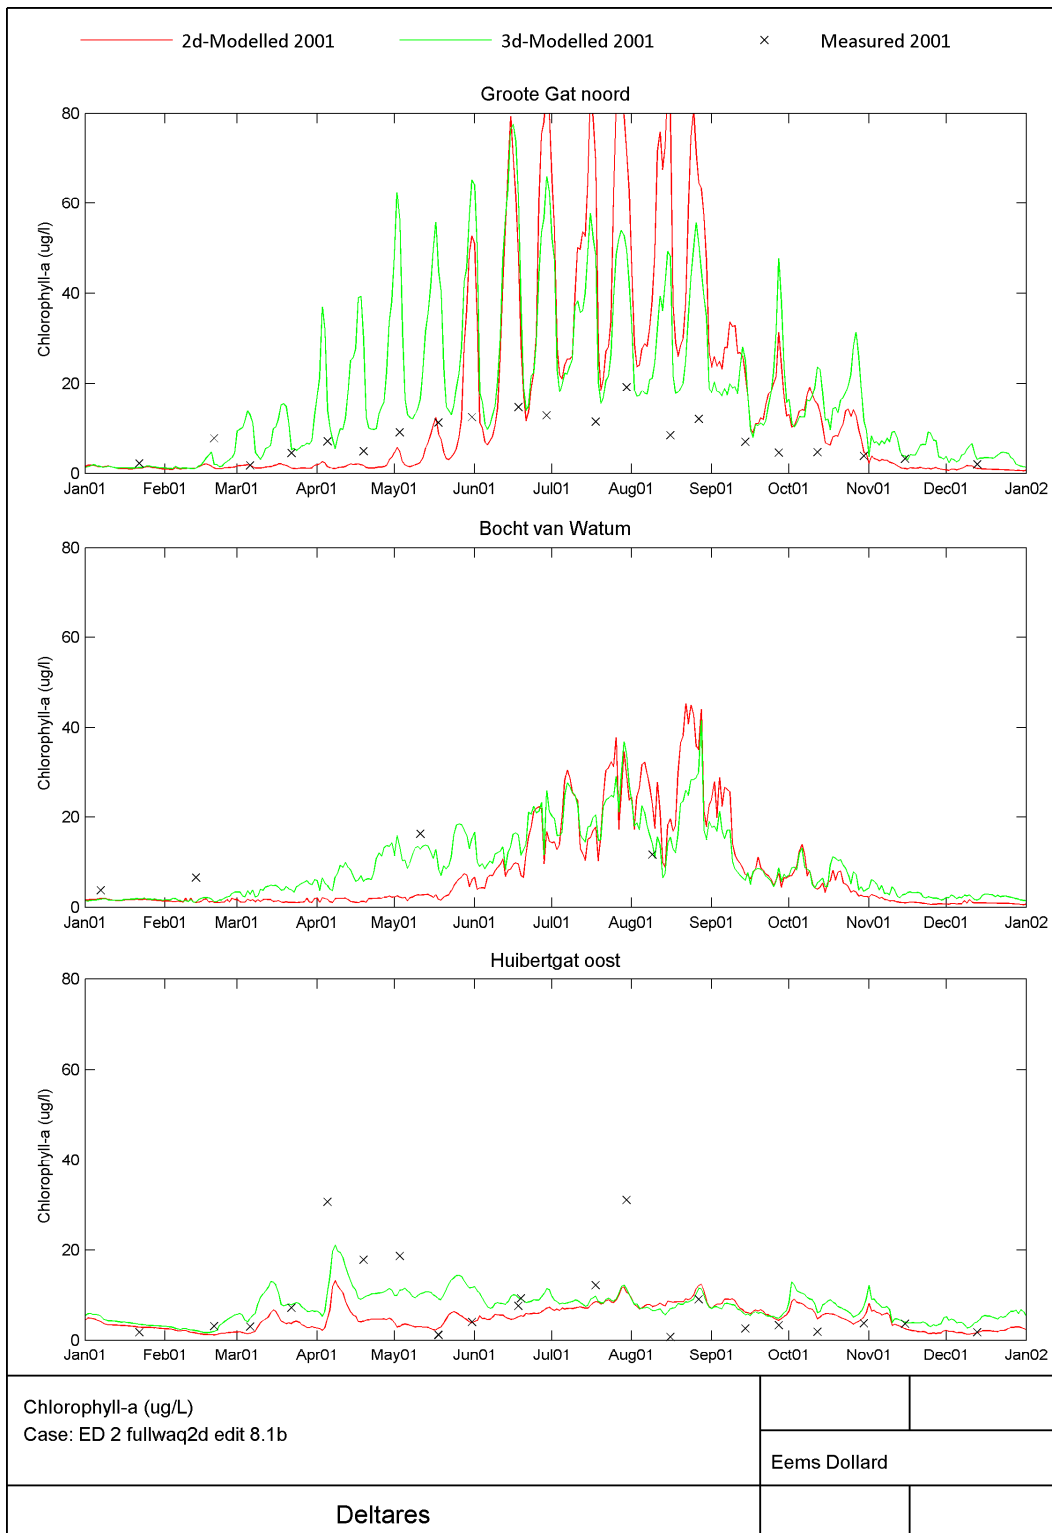 2d-Modelled 2001 3d-Modelled 2001 × Measured 2001
Groote Gat noord
80
60
40
20
0
Chlorophyll-a (ug/l)
Jan01 Feb01 Mar01 Apr01 May01 Jun01 Jul01 Aug01 Sep01 Oct01 Nov01 Dec01 Jan02
Bocht van Watum
80
60
40
20
0
Chlorophyll-a (ug/l)
Jan01 Feb01 Mar01 Apr01 May01 Jun01 Jul01 Aug01 Sep01 Oct01 Nov01 Dec01 Jan02
Huibertgat oost
80
60
40
20
0
Chlorophyll-a (ug/l)
Jan01 Feb01 Mar01 Apr01 May01 Jun01 Jul01 Aug01 Sep01 Oct01 Nov01 Dec01 Jan02
Chlorophyll-a (ug/L)
Case: ED 2 fullwaq2d edit 8.1b
Eems Dollard
Deltares